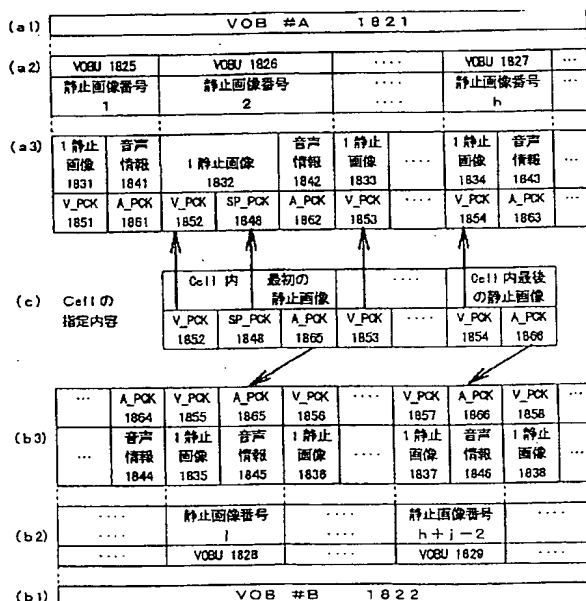 (a1) VOB #A 1821
(a2) VOBU 1825 VOBU 1826 ···· VOBU 1827 ···
静止画像番号 静止画像番号 ···· 静止画像番号
1 2 ···· h
(a3) 1静止 音声 音声 1静止 1静止 音声
画像 情報 1静止画像 情報 画像 ···· 画像 情報 ···
1831 1841 1832 1842 1833 1834 1843
V_PCK A_PCK V_PCK SP_PCK A_PCK V_PCK ···· V_PCK A_PCK ···
1851 1861 1852 1848 1862 1853 1854 1863
(c) Cellの
指定内容
Cell内 最初の ···· Cell内最後
静止画像 の静止画像
V_PCK SP_PCK A_PCK V_PCK ···· V_PCK A_PCK
1852 1848 1865 1853 1854 1866
(b3) ··· A_PCK V_PCK A_PCK V_PCK ···· V_PCK A_PCK V_PCK
1864 1855 1865 1856 1857 1866 1858
音声 1静止 音声 1静止 1静止 音声 1静止
··· 情報 画像 情報 画像 ···· 画像 情報 画像
1844 1835 1845 1836 1837 1846 1838
(b2) ···· 静止画像番号 ···· 静止画像番号 ····
···· j ···· h+j-2 ····
···· VOBU 1828 ···· VOBU 1829 ····
(b1) VOB #B 1822